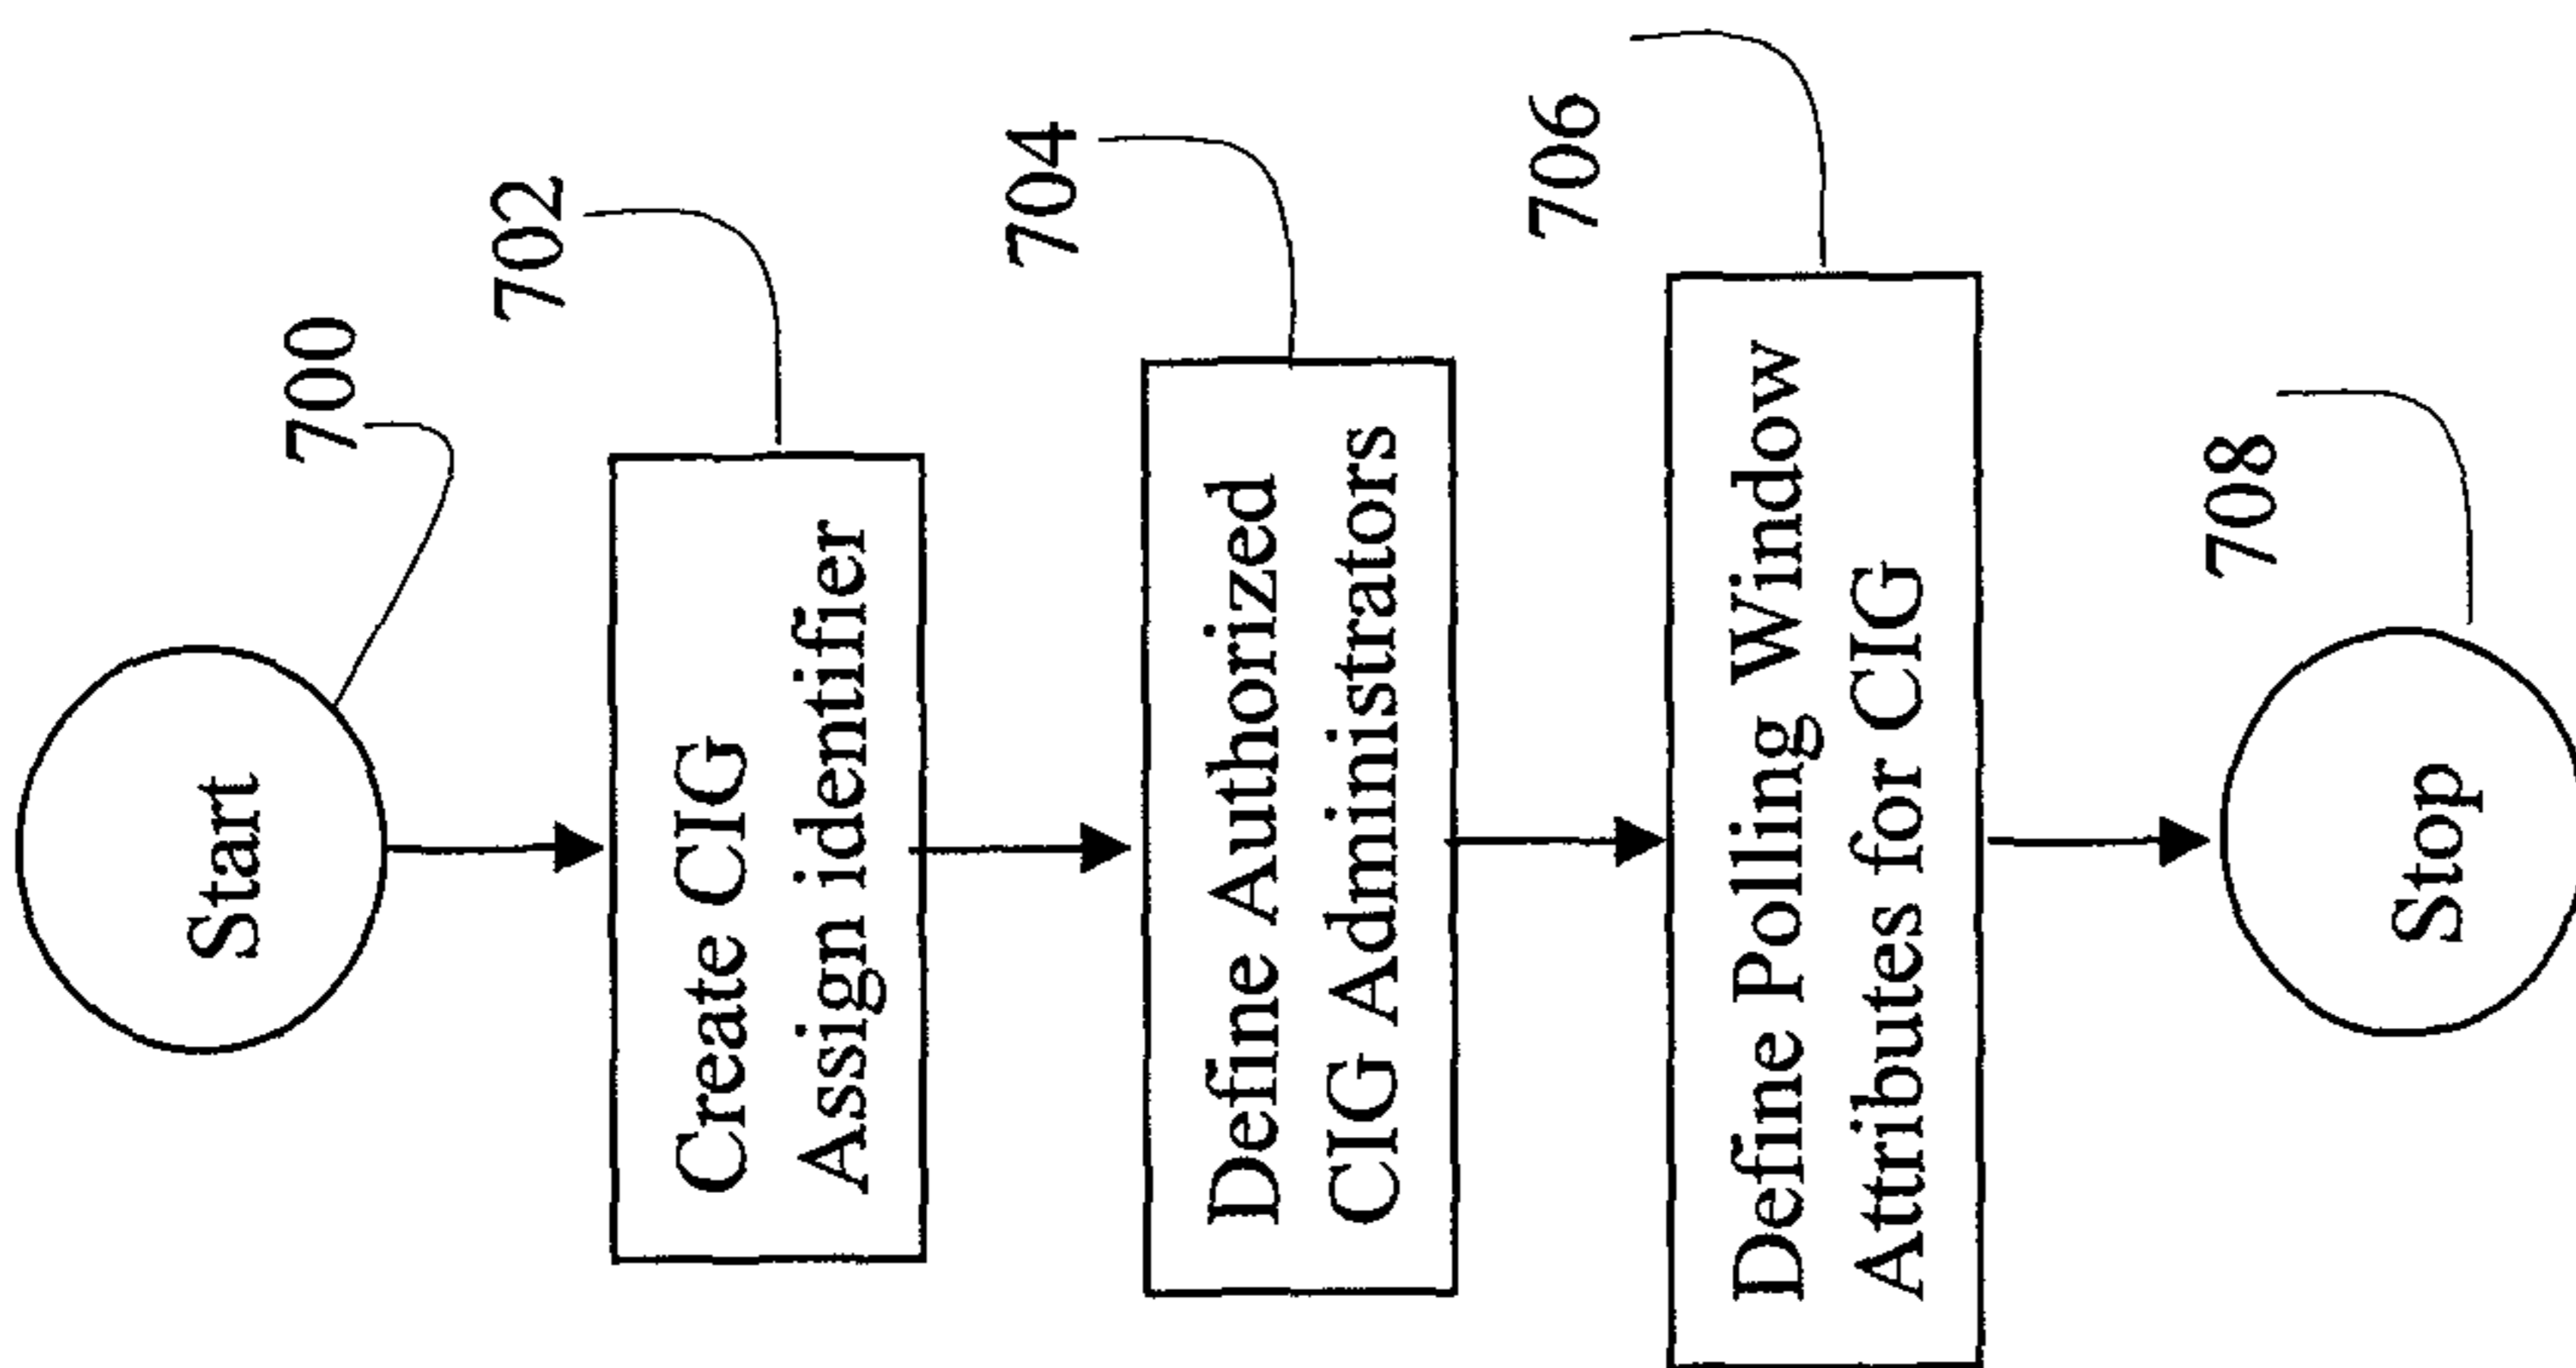 Start
700
Create CIG
Assign identifier
702
Define Authorized
CIG Administrators
704
Define Polling Window
Attributes for CIG
706
Stop
708